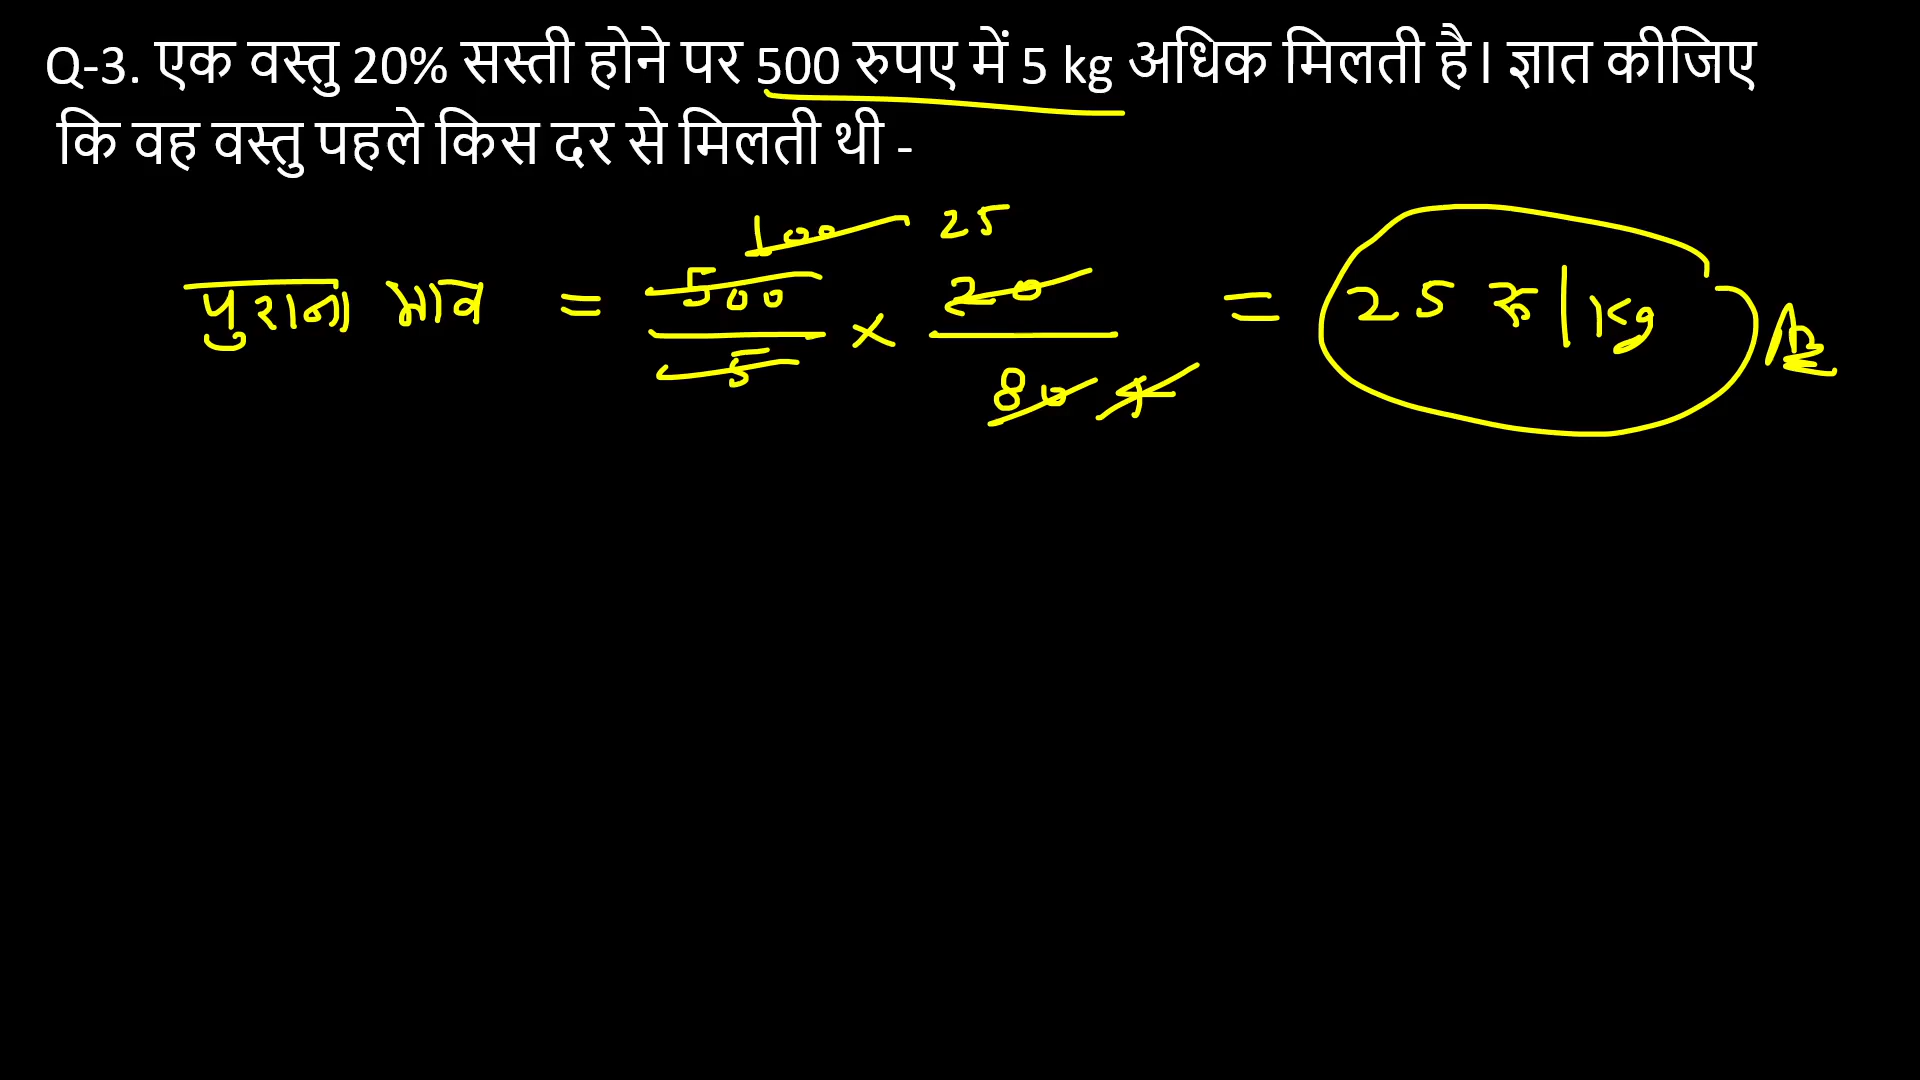 Q-3. एक वस्तु 20% सस्ती होने पर 500 रुपए में 5 kg अधिक मिलती है। ज्ञात कीजिए
कि वह वस्तु पहले किस दर से मिलती थी -
100 25
पुराना भाव = 500 × 20 = 25 रू | Kg
5 80 4